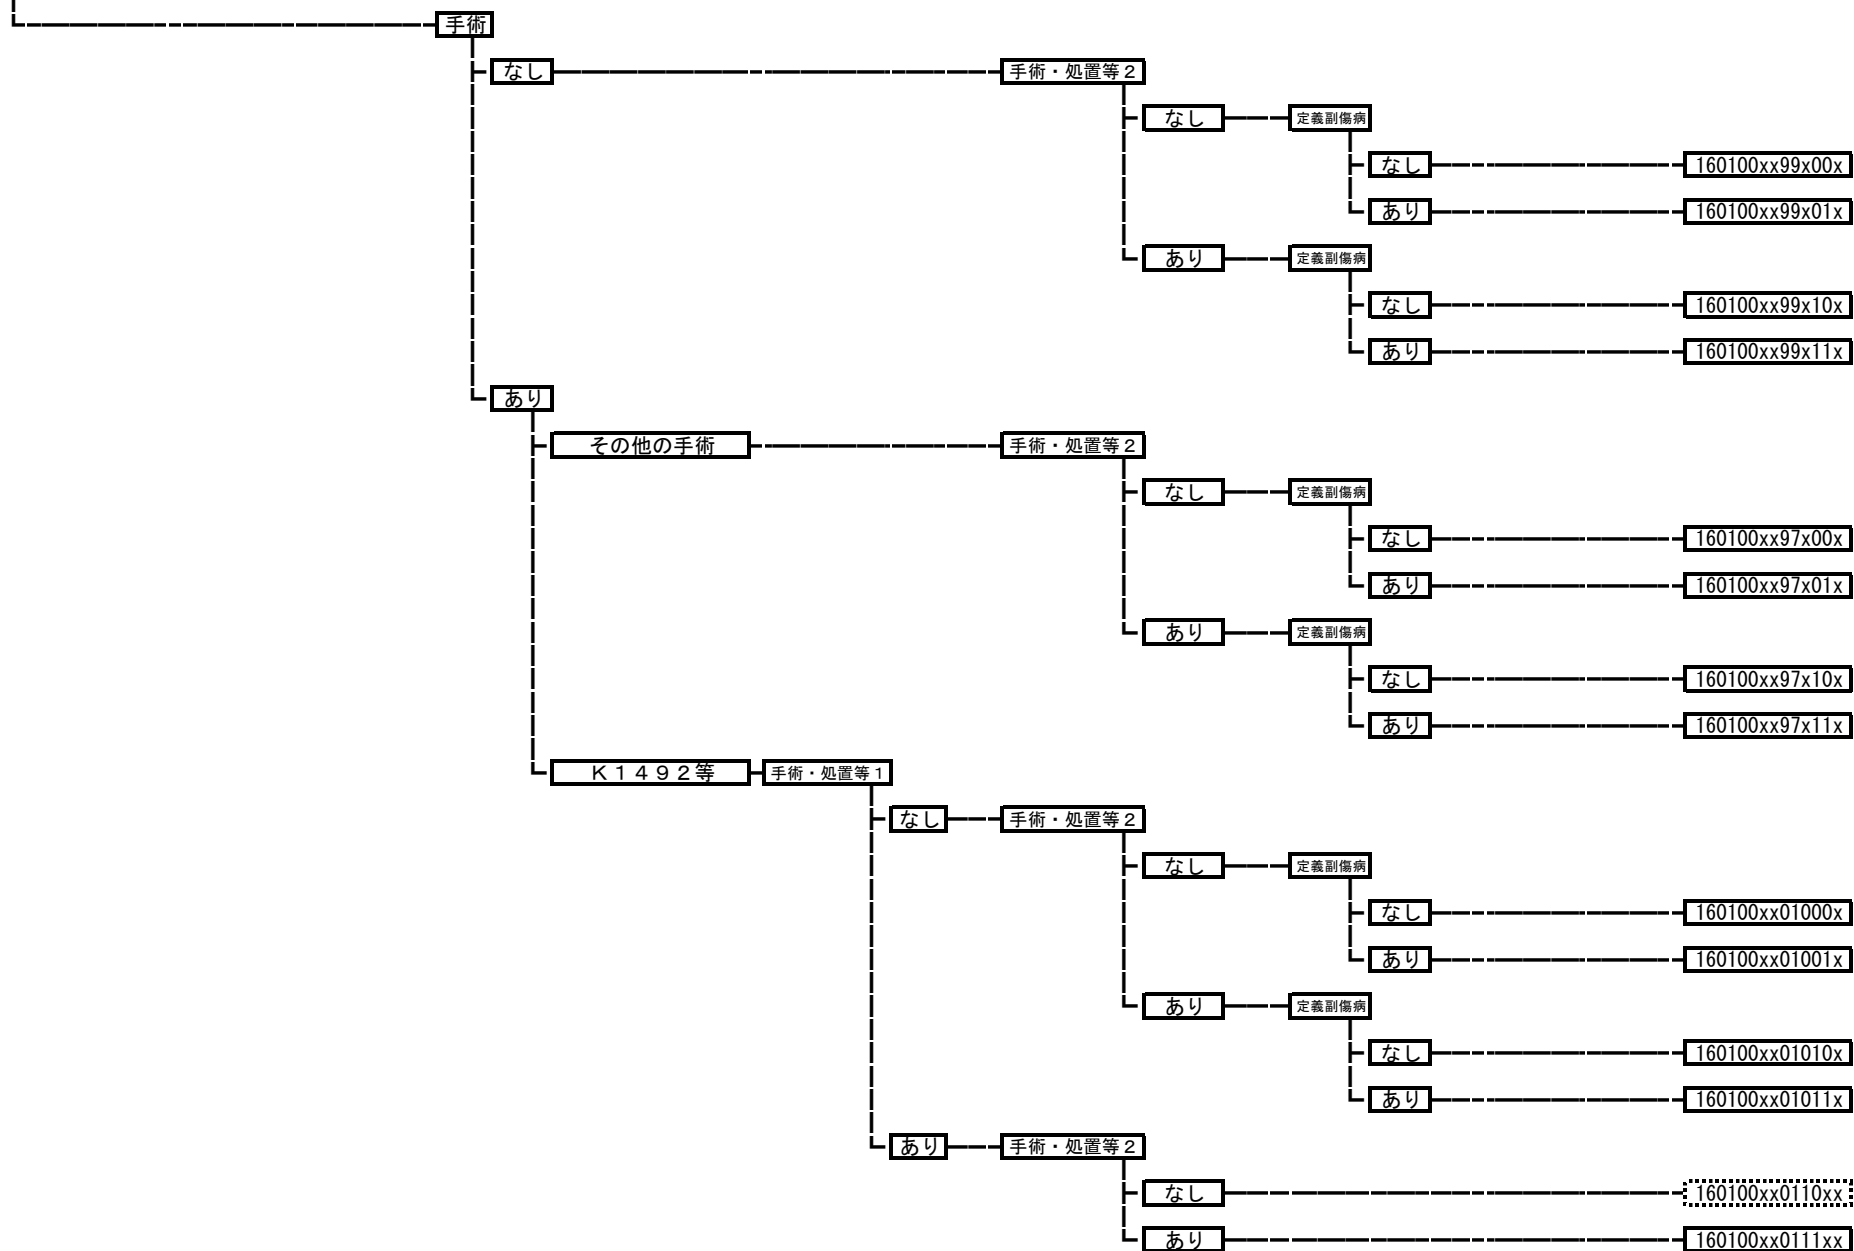 手術
なし 手術・処置等2
なし 定義副傷病
なし 160100xx99x00x
あり 160100xx99x01x
あり 定義副傷病
なし 160100xx99x10x
あり 160100xx99x11x
あり
その他の手術 手術・処置等2
なし 定義副傷病
なし 160100xx97x00x
あり 160100xx97x01x
あり 定義副傷病
なし 160100xx97x10x
あり 160100xx97x11x
K1492等 手術・処置等1
なし 手術・処置等2
なし 定義副傷病
なし 160100xx01000x
あり 160100xx01001x
あり 定義副傷病
なし 160100xx01010x
あり 160100xx01011x
あり 手術・処置等2
なし 160100xx0110xx
あり 160100xx0111xx